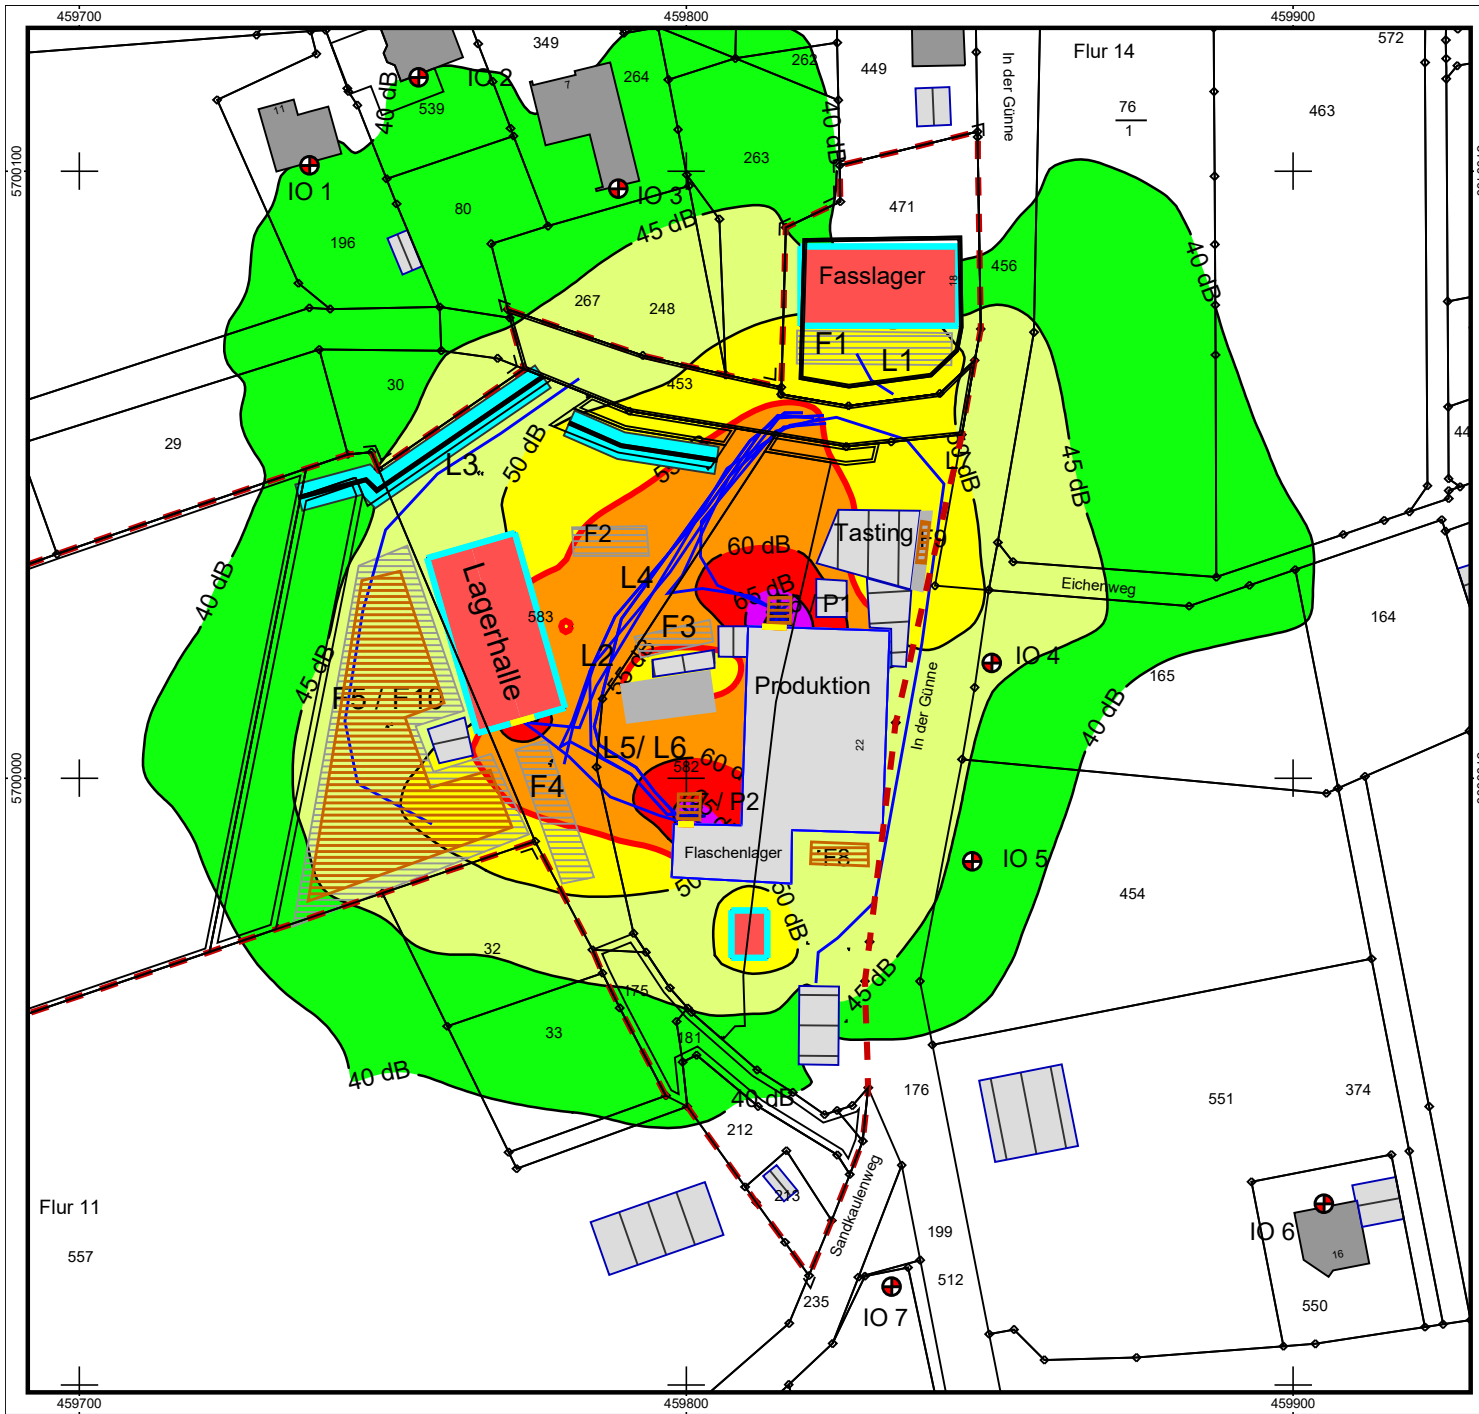 459700
459800
459900
5700100
349
264
262
449
In der Günne
Flur 14
572
40 dB
IO 2
539
7
11
40 dB
76
1
463
IO 1
IO 3
263
80
196
45 dB
471
456
40 dB
Fasslager
18
267
248
F1
L1
453
30
29
50 dB
L3
45 dB
F2
60 dB
Tasting
Eichenweg
40 dB
L4
65 dB
P1
583
Lagerhalle
F3
L2
164
45 dB
IO 4
165
Produktion
In der Günne
40 dB
22
L5/ L6
582
5700000
F4
P2
Flaschenlager
F8
IO 5
50 dB
454
32
175
45 dB
33
181
40 dB
40 dB
176
551
374
212
213
Sandkaulenweg
Flur 11
557
199
IO 6
16
512
235
IO 7
550
459700
459800
459900